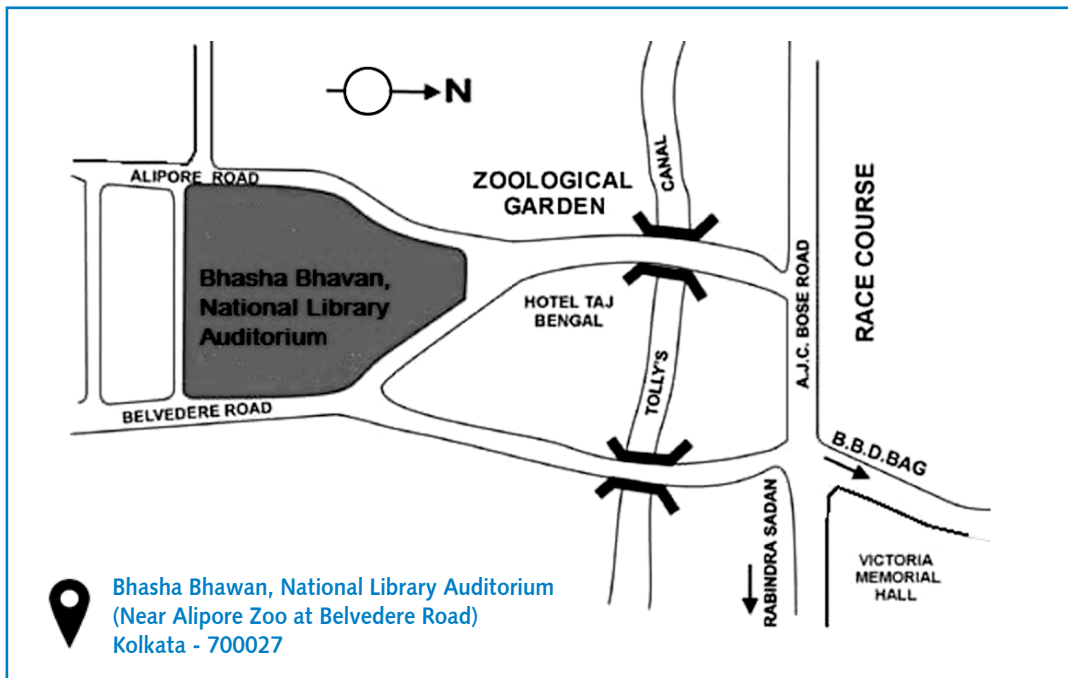 N
ALIPORE ROAD
ZOOLOGICAL
GARDEN
CANAL
RACE COURSE
A.J.C. BOSE ROAD
Bhasha Bhavan,
National Library
Auditorium
HOTEL TAJ
BENGAL
TOLLY'S
BELVEDERE ROAD
B.B.D.BAG
RABINDRA SADAN
VICTORIA
MEMORIAL
HALL
Bhasha Bhawan, National Library Auditorium
(Near Alipore Zoo at Belvedere Road)
Kolkata - 700027